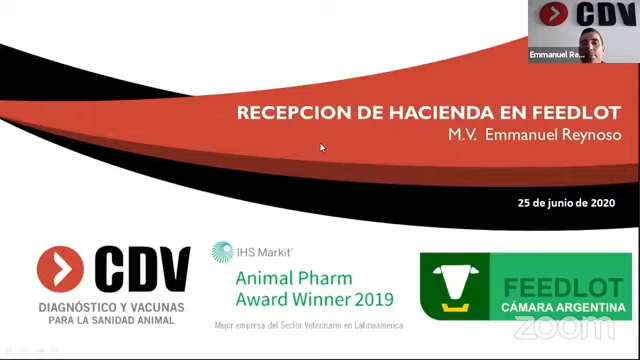 CDV
Emmanuel Re...
RECEPCION DE HACIENDA EN FEEDLOT
M.V. Emmanuel Reynoso
25 de junio de 2020
CDV
DIAGNÓSTICO Y VACUNAS
PARA LA SANIDAD ANIMAL
IHS Markit
Animal Pharm
Award Winner 2019
Mejor empresa del Sector Veterinario en Latinoamérica
FEEDLOT
CÁMARA ARGENTINA
zoom